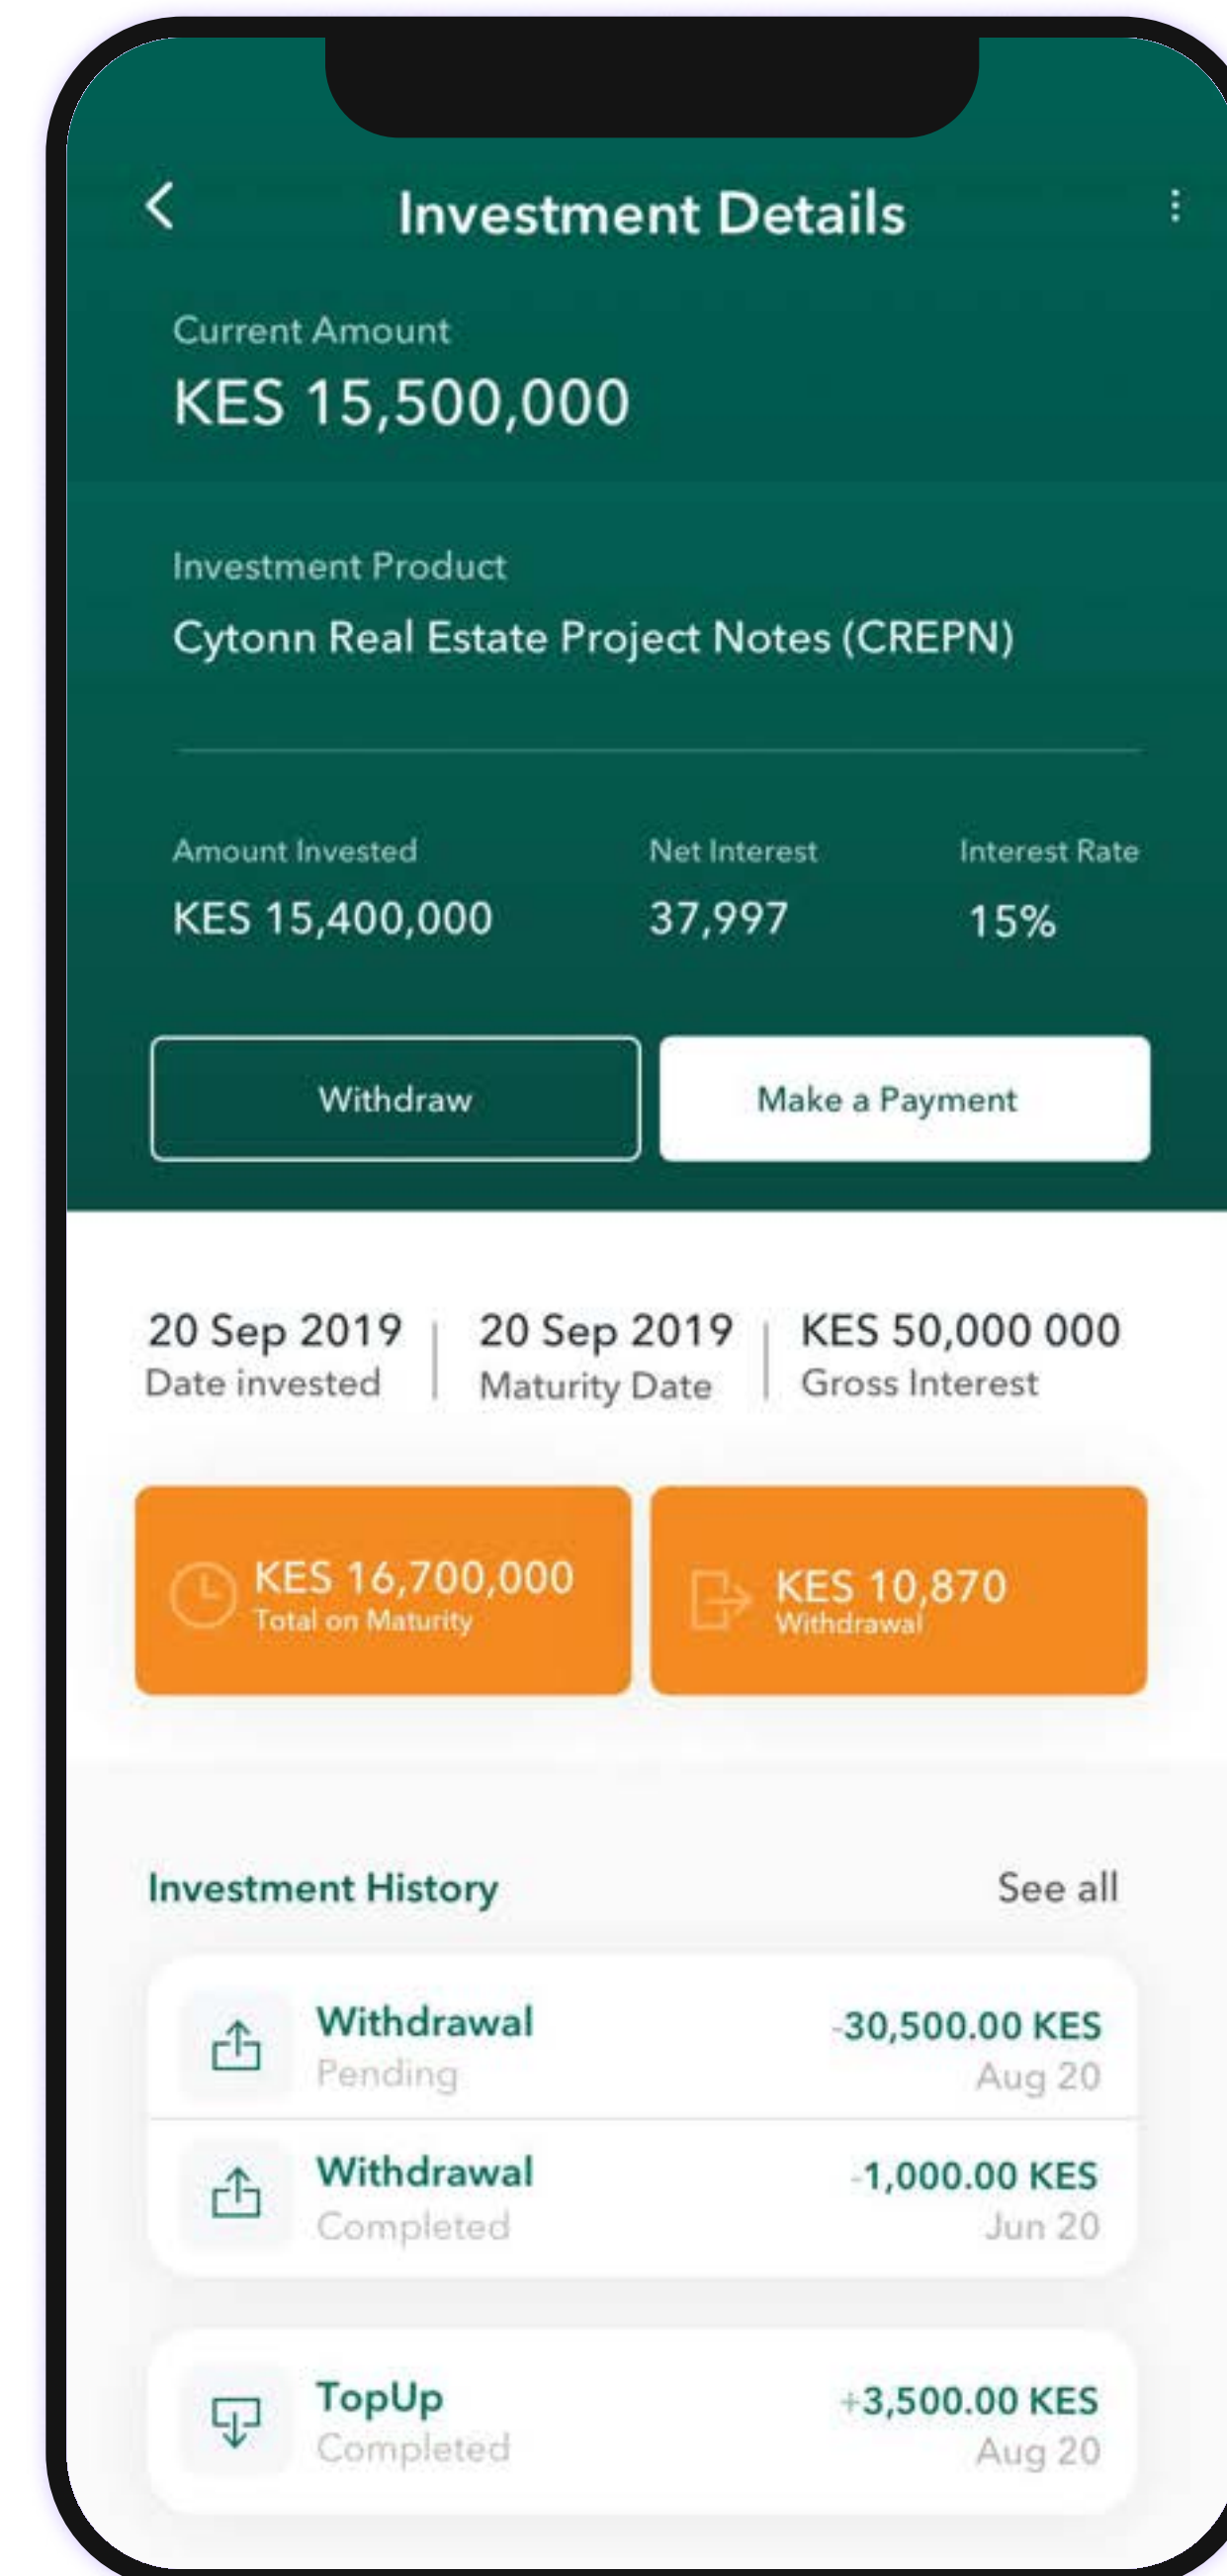 Investment Details
Current Amount
KES 15,500,000
Investment Product
Cytonn Real Estate Project Notes (CREPN)
Amount Invested Net Interest Interest Rate
KES 15,400,000 37,997 15%
Withdraw Make a Payment
20 Sep 2019 20 Sep 2019 KES 50,000 000
Date invested Maturity Date Gross Interest
KES 16,700,000 KES 10,870
Total on Maturity Withdrawal
Investment History See all
Withdrawal -30,500.00 KES
Pending Aug 20
Withdrawal -1,000.00 KES
Completed Jun 20
TopUp +3,500.00 KES
Completed Aug 20